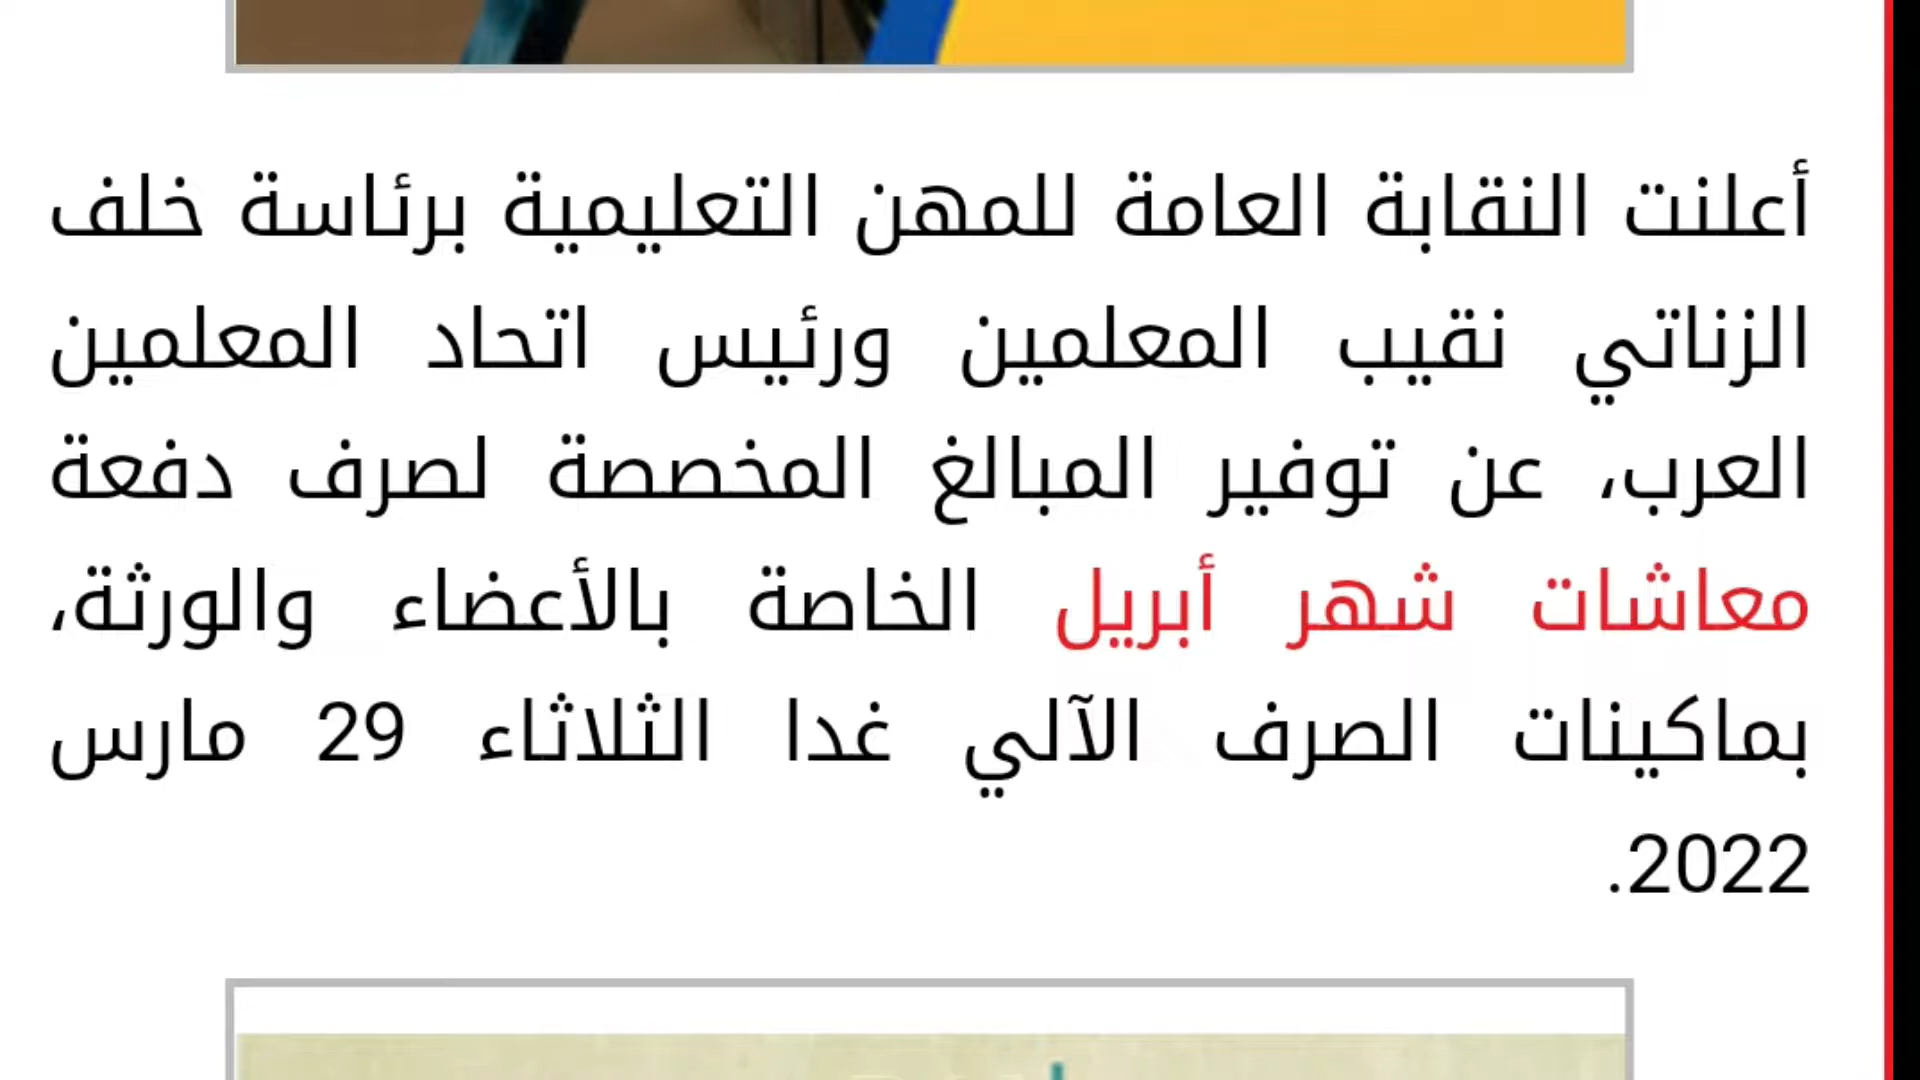 أعلنت النقابة العامة للمهن التعليمية برئاسة خلف
الزناتي نقيب المعلمين ورئيس اتحاد المعلمين
العرب، عن توفير المبالغ المخصصة لصرف دفعة
معاشات شهر أبريل الخاصة بالأعضاء والورثة،
بماكينات الصرف الآلي غدا الثلاثاء 29 مارس
2022.